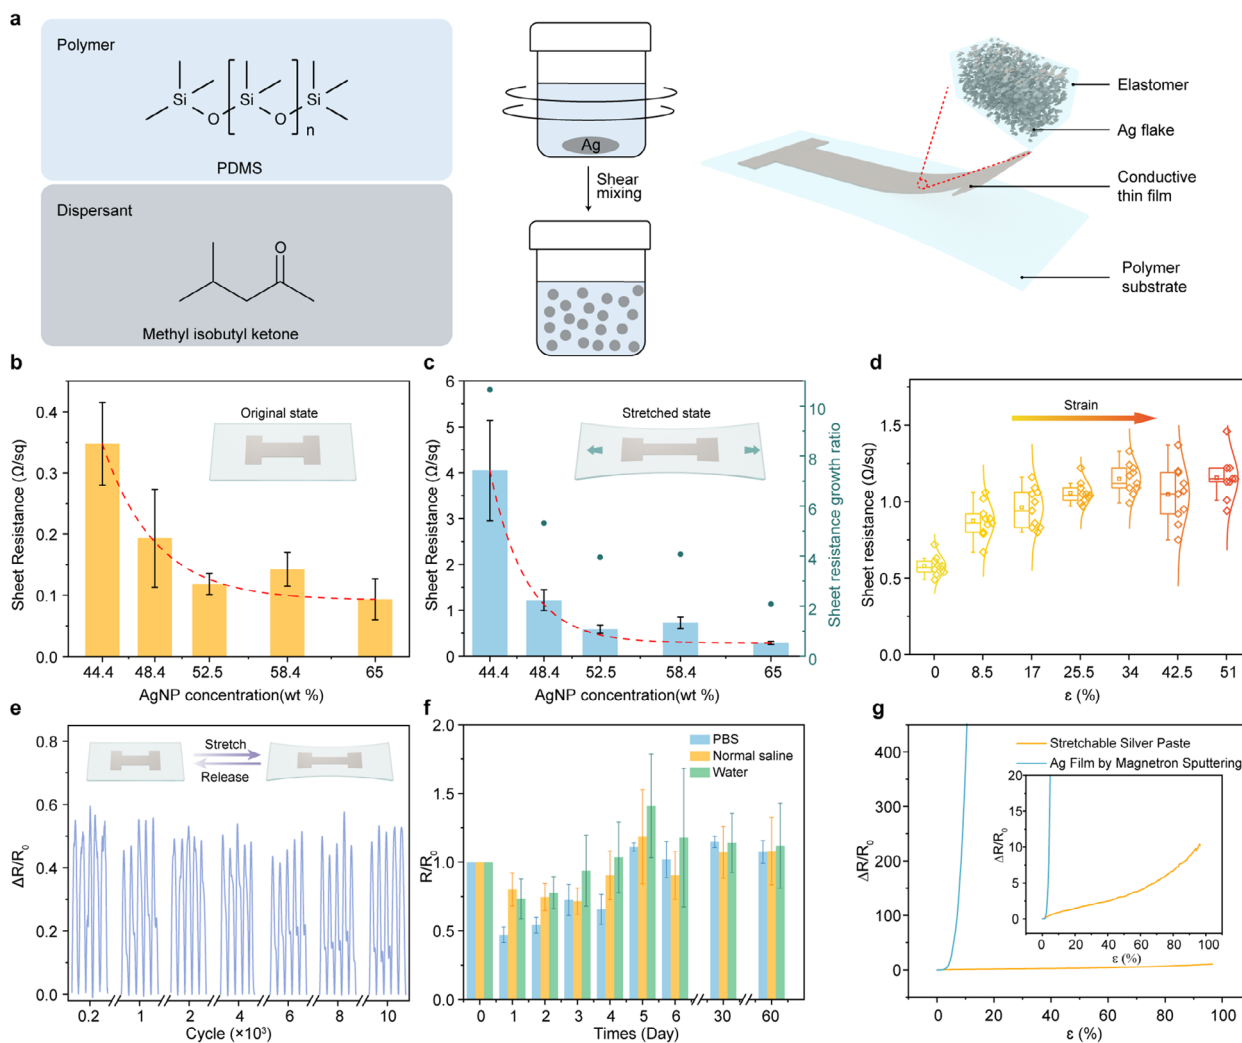 a
Polymer
Si
O
Si
O
Si
n
PDMS
Dispersant
O
Methyl isobutyl ketone
Ag
Shear
mixing
Elastomer
Ag flake
Conductive
thin film
Polymer
substrate
b
Original state
Sheet Resistance (Ω/sq)
0.4
0.3
0.2
0.1
0.0
44.4
48.4
52.5
58.4
65
AgNP concentration(wt %)
c
Stretched state
Sheet Resistance (Ω/sq)
6
5
4
3
2
1
0
44.4
48.4
52.5
58.4
65
AgNP concentration(wt %)
10
8
6
4
2
0
Sheet resistance growth ratio
d
Strain
Sheet resistance (Ω/sq)
1.5
1.0
0.5
0.0
0
8.5
17
25.5
34
42.5
51
ε (%)
e
Stretch
Release
ΔR/R0
0.8
0.6
0.4
0.2
0.0
0.2
1
2
4
6
8
10
Cycle (×10³)
f
PBS
Normal saline
Water
R/R0
2.0
1.5
1.0
0.5
0.0
0
1
2
3
4
5
6
30
60
Times (Day)
g
Stretchable Silver Paste
Ag Film by Magnetron Sputtering
ΔR/R0
400
300
200
100
0
0
20
40
60
80
100
ε (%)
ΔR/R0
20
15
10
5
0
0
20
40
60
80
100
ε (%)